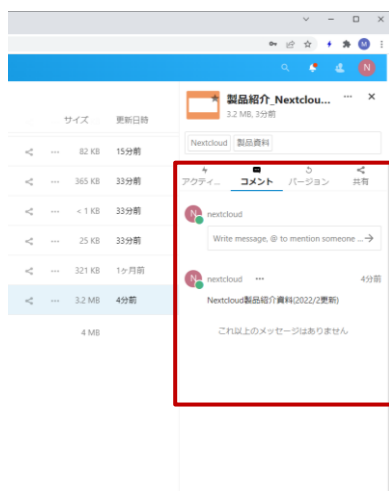 製品紹介_Nextclou...
3.2 MB, 3分前
サイズ 更新日時
Nextcloud 製品資料
82 KB 15分前
アクティ... コメント バージョン 共有
365 KB 33分前
< 1 KB 33分前
nextcloud
25 KB 33分前
Write message, @ to mention someone ...
321 KB 1ヶ月前
nextcloud 4分前
3.2 MB 4分前
Nextcloud製品紹介資料(2022/2更新)
4 MB
これ以上のメッセージはありません
M
N
N
N